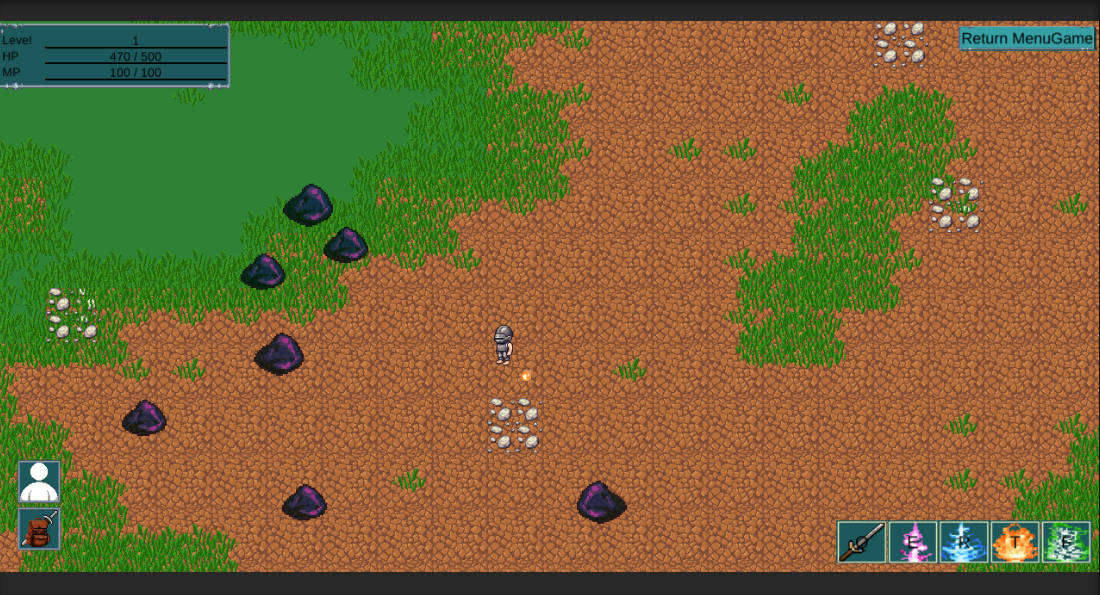 Level 1
HP 470 / 500
MP 100 / 100
Return MenuGame
E R T F